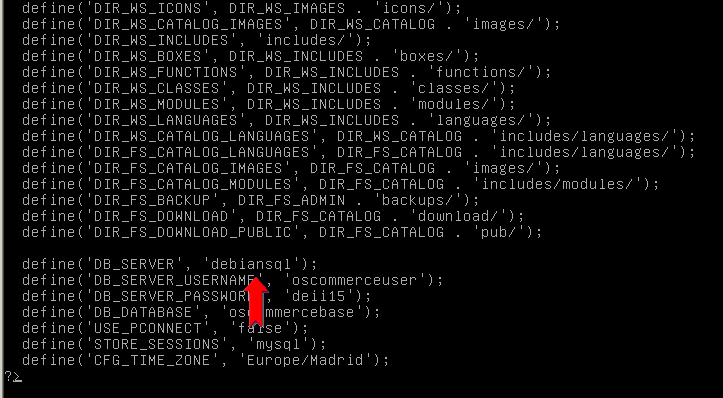 define('DIR_WS_ICONS', DIR_WS_IMAGES . 'icons/');
define('DIR_WS_CATALOG_IMAGES', DIR_WS_CATALOG . 'images/');
define('DIR_WS_INCLUDES', 'includes/');
define('DIR_WS_BOXES', DIR_WS_INCLUDES . 'boxes/');
define('DIR_WS_FUNCTIONS', DIR_WS_INCLUDES . 'functions/');
define('DIR_WS_CLASSES', DIR_WS_INCLUDES . 'classes/');
define('DIR_WS_MODULES', DIR_WS_INCLUDES . 'modules/');
define('DIR_WS_LANGUAGES', DIR_WS_INCLUDES . 'languages/');
define('DIR_WS_CATALOG_LANGUAGES', DIR_WS_CATALOG . 'includes/languages/');
define('DIR_FS_CATALOG_LANGUAGES', DIR_FS_CATALOG . 'includes/languages/');
define('DIR_FS_CATALOG_IMAGES', DIR_FS_CATALOG . 'images/');
define('DIR_FS_CATALOG_MODULES', DIR_FS_CATALOG . 'includes/modules/');
define('DIR_FS_BACKUP', DIR_FS_ADMIN . 'backups/');
define('DIR_FS_DOWNLOAD', DIR_FS_CATALOG . 'download/');
define('DIR_FS_DOWNLOAD_PUBLIC', DIR_FS_CATALOG . 'pub/');
define('DB_SERVER', 'debiansql');
define('DB_SERVER_USERNAME', 'oscommerceuser');
define('DB_SERVER_PASSWORD', 'deii15');
define('DB_DATABASE', 'oscommercebase');
define('USE_PCONNECT', 'false');
define('STORE_SESSIONS', 'mysql');
define('CFG_TIME_ZONE', 'Europe/Madrid');
?>